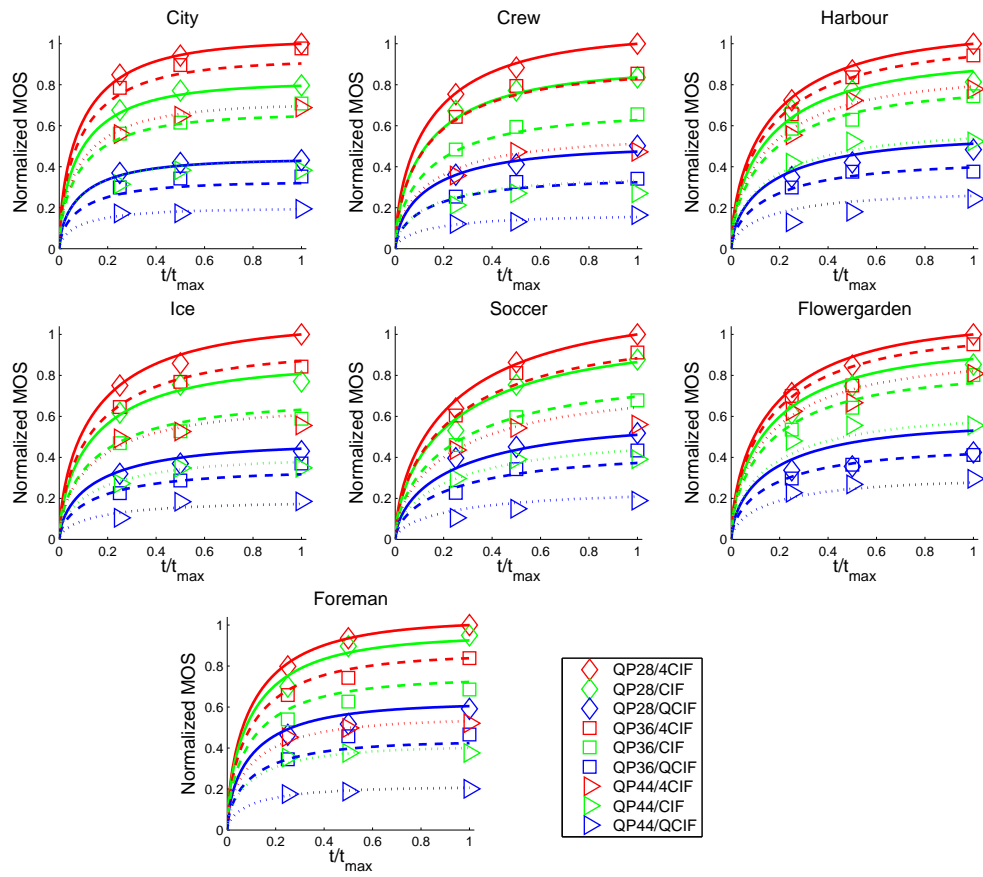 City
Normalized MOS
1
0.8
0.6
0.4
0.2
0
0 0.2 0.4 0.6 0.8 1
t/tmax
Crew
Normalized MOS
1
0.8
0.6
0.4
0.2
0
0 0.2 0.4 0.6 0.8 1
t/tmax
Harbour
Normalized MOS
1
0.8
0.6
0.4
0.2
0
0 0.2 0.4 0.6 0.8 1
t/tmax
Ice
Normalized MOS
1
0.8
0.6
0.4
0.2
0
0 0.2 0.4 0.6 0.8 1
t/tmax
Soccer
Normalized MOS
1
0.8
0.6
0.4
0.2
0
0 0.2 0.4 0.6 0.8 1
t/tmax
Flowergarden
Normalized MOS
1
0.8
0.6
0.4
0.2
0
0 0.2 0.4 0.6 0.8 1
t/tmax
Foreman
Normalized MOS
1
0.8
0.6
0.4
0.2
0
0 0.2 0.4 0.6 0.8 1
t/tmax
QP28/4CIF
QP28/CIF
QP28/QCIF
QP36/4CIF
QP36/CIF
QP36/QCIF
QP44/4CIF
QP44/CIF
QP44/QCIF